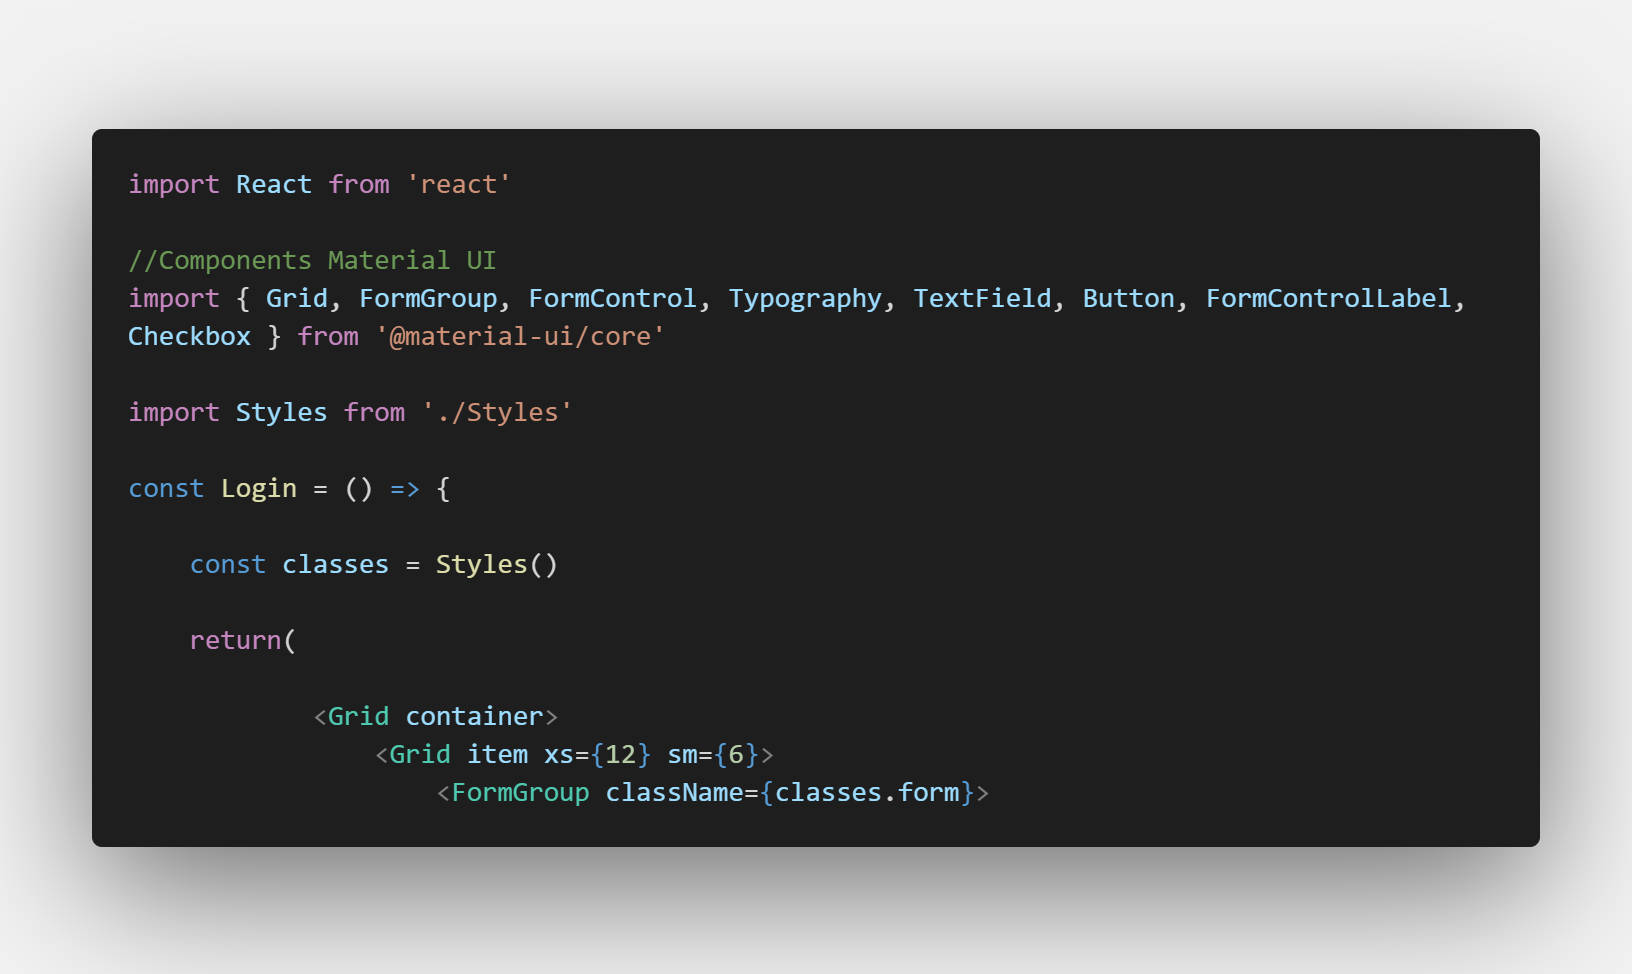 import React from 'react'
//Components Material UI
import { Grid, FormGroup, FormControl, Typography, TextField, Button, FormControlLabel,
Checkbox } from '@material-ui/core'
import Styles from './Styles'
const Login = () => {
const classes = Styles()
return(
<Grid container>
<Grid item xs={12} sm={6}>
<FormGroup className={classes.form}>